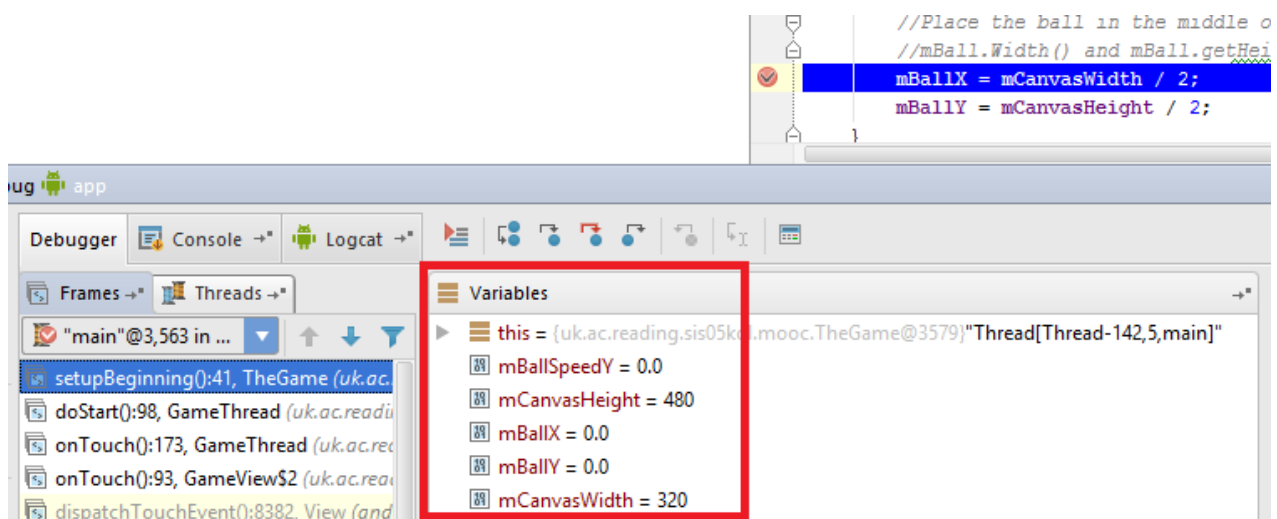 //Place the ball in the middle o
//mBall.Width() and mBall.getHei
mBallX = mCanvasWidth / 2;
mBallY = mCanvasHeight / 2;
}
ug app
Debugger Console Logcat
Frames Threads
Variables
"main"@3,563 in ...
this = {uk.ac.reading.sis05kol.mooc.TheGame@3579}"Thread[Thread-142,5,main]"
mBallSpeedY = 0.0
setupBeginning():41, TheGame (uk.ac.
mCanvasHeight = 480
doStart():98, GameThread (uk.ac.readi
mBallX = 0.0
onTouch():173, GameThread (uk.ac.rea
mBallY = 0.0
onTouch():93, GameView$2 (uk.ac.read
mCanvasWidth = 320
dispatchTouchEvent():8382, View (and